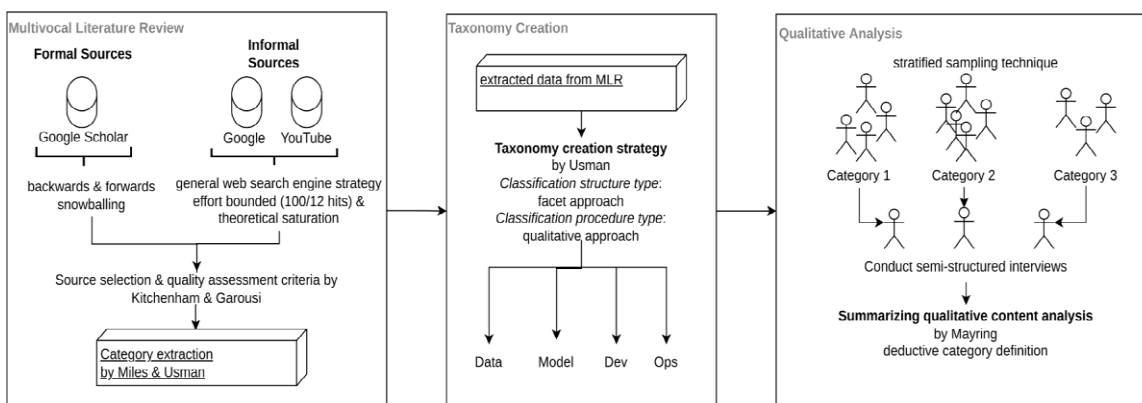 Multivocal Literature Review
Formal Sources
Informal
Sources
Google Scholar
Google
YouTube
backwards & forwards
snowballing
general web search engine strategy
effort bounded (100/12 hits) &
theoretical saturation
Source selection & quality assessment criteria by
Kitchenham & Garousi
Category extraction
by Miles & Usman
Taxonomy Creation
extracted data from MLR
Taxonomy creation strategy
by Usman
Classification structure type:
facet approach
Classification procedure type:
qualitative approach
Data
Model
Dev
Ops
Qualitative Analysis
stratified sampling technique
Category 1
Category 2
Category 3
Conduct semi-structured interviews
Summarizing qualitative content analysis
by Mayring
deductive category definition